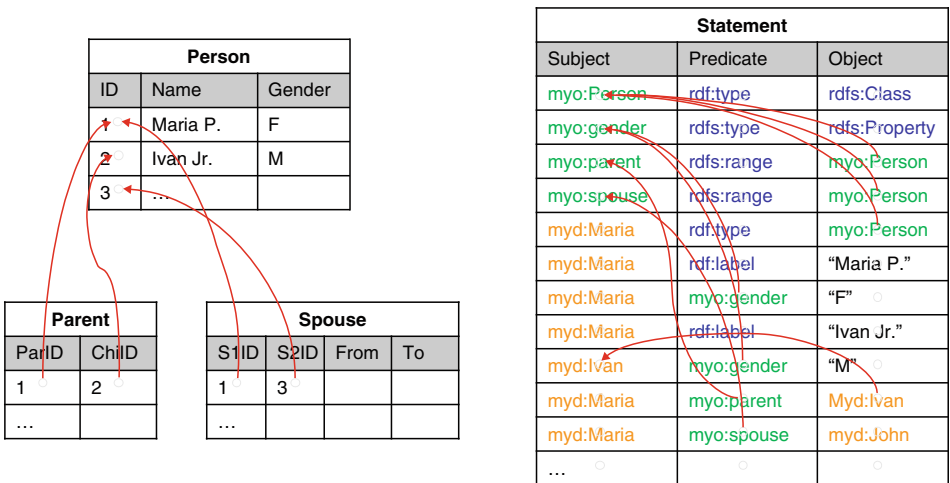 Person
ID Name Gender
1 Maria P. F
2 Ivan Jr. M
3 ...
Parent
ParID ChiID
1 2
...
Spouse
S1ID S2ID From To
1 3
...
Statement
Subject Predicate Object
myo:Person rdf:type rdfs:Class
myo:gender rdfs:type rdfs:Property
myo:parent rdfs:range myo:Person
myo:spouse rdfs:range myo:Person
myd:Maria rdf:type myo:Person
myd:Maria rdf:label “Maria P.”
myd:Maria myo:gender “F”
myd:Maria rdf:label “Ivan Jr.”
myd:Ivan myo:gender “M”
myd:Maria myo:parent Myd:Ivan
myd:Maria myo:spouse myd:John
...